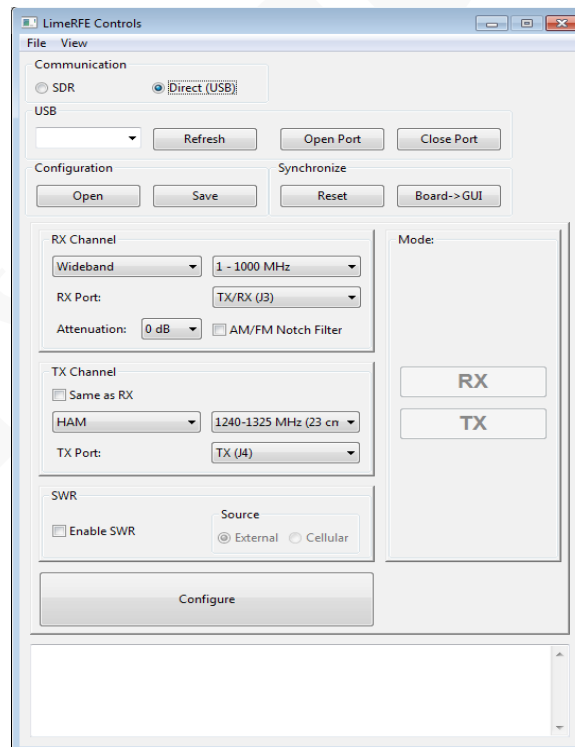 LimeRFE Controls
File View
Communication
SDR Direct (USB)
USB
Refresh Open Port Close Port
Configuration Synchronize
Open Save Reset Board->GUI
RX Channel Mode:
Wideband 1 - 1000 MHz
RX Port: TX/RX (J3)
Attenuation: 0 dB AM/FM Notch Filter
RX
TX
TX Channel
Same as RX
HAM 1240-1325 MHz (23 cm
TX Port: TX (J4)
SWR
Enable SWR Source
External Cellular
Configure